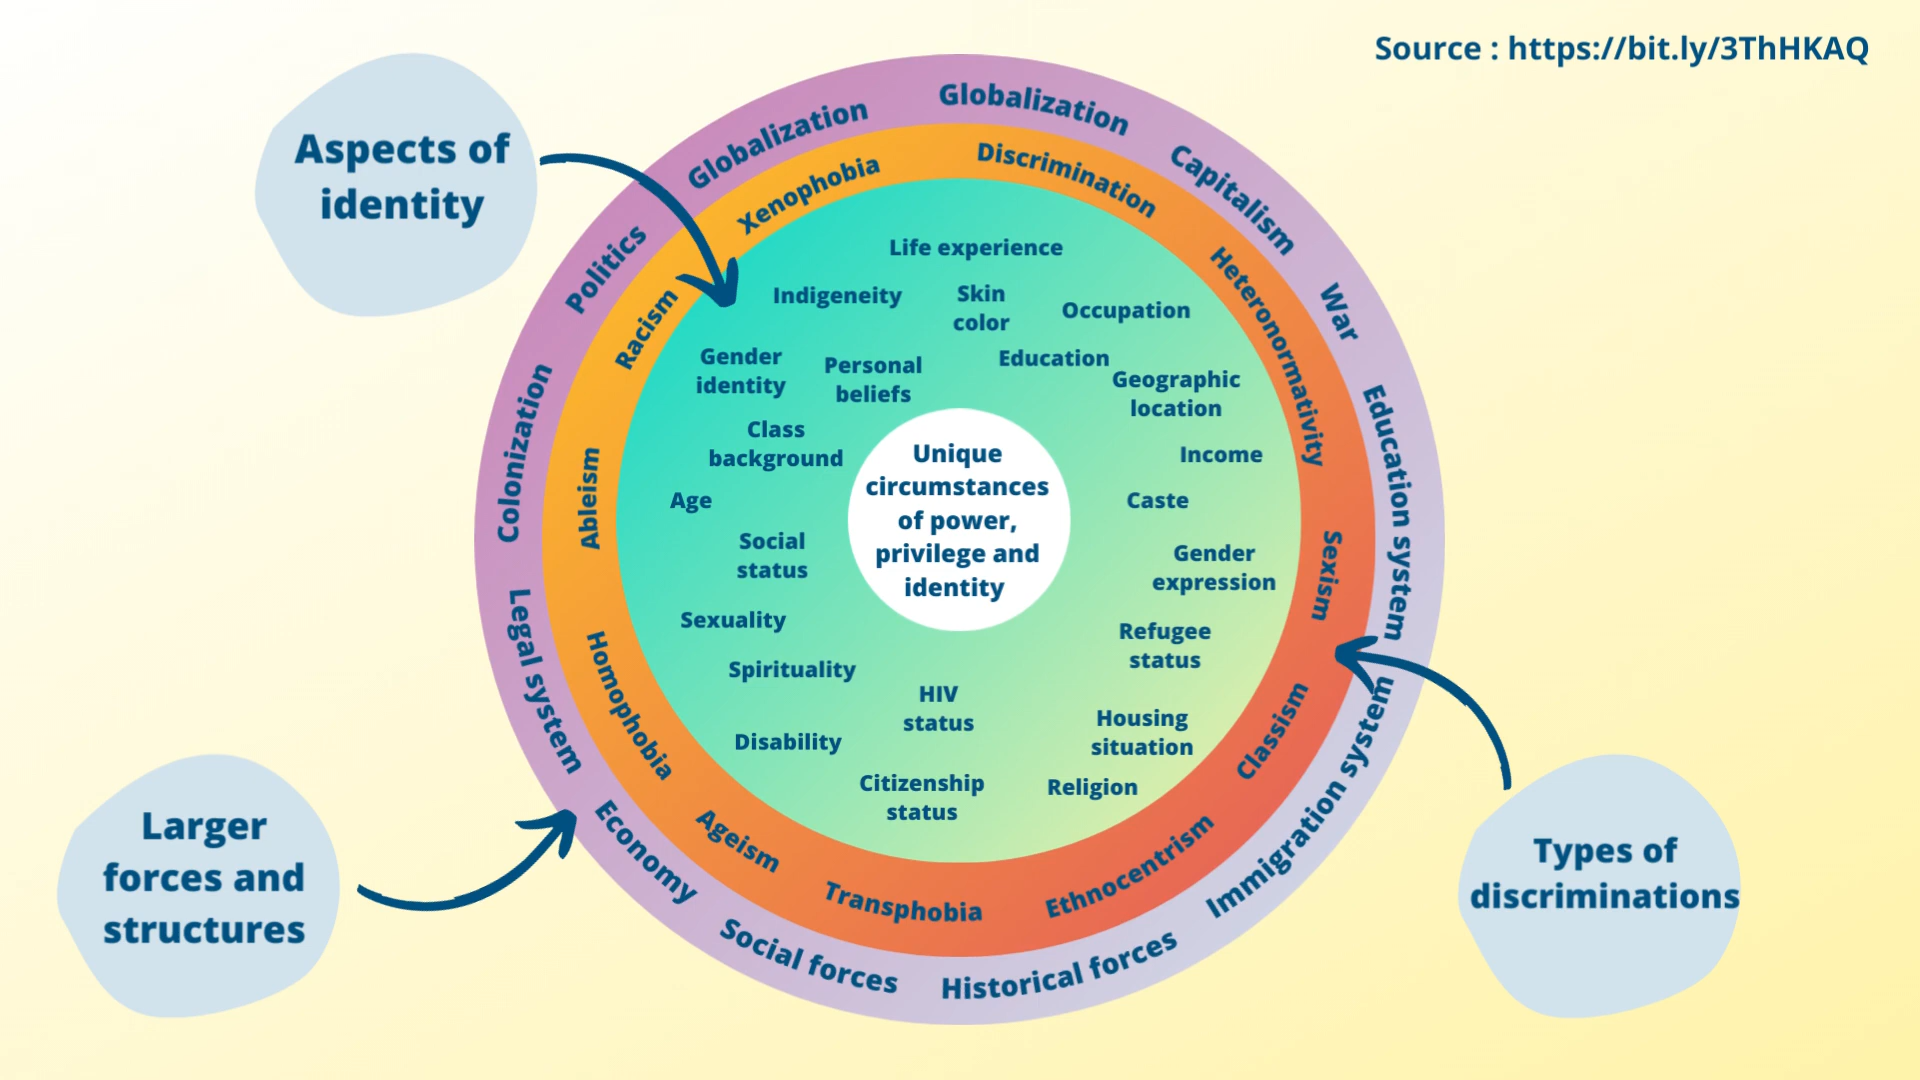 Source : https://bit.ly/3ThHKAQ
Aspects of
identity
Globalization
Globalization
Capitalism
War
Education system
Immigration system
Historical forces
Social forces
Economy
Legal system
Colonization
Politics
Xenophobia
Discrimination
Heteronormativity
Sexism
Classism
Ethnocentrism
Transphobia
Ageism
Homophobia
Ableism
Racism
Life experience
Indigeneity
Skin
color
Occupation
Gender
identity
Personal
beliefs
Education
Geographic
location
Class
background
Income
Age
Caste
Social
status
Gender
expression
Sexuality
Refugee
status
Spirituality
HIV
status
Housing
situation
Disability
Citizenship
status
Religion
Unique
circumstances
of power,
privilege and
identity
Larger
forces and
structures
Types of
discriminations